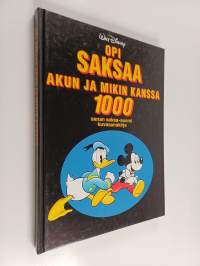 Walt Disney
OPI
SAKSAA
AKUN JA MIKIN KANSSA
1000
sanan saksa-suomi
kuvasanakirja